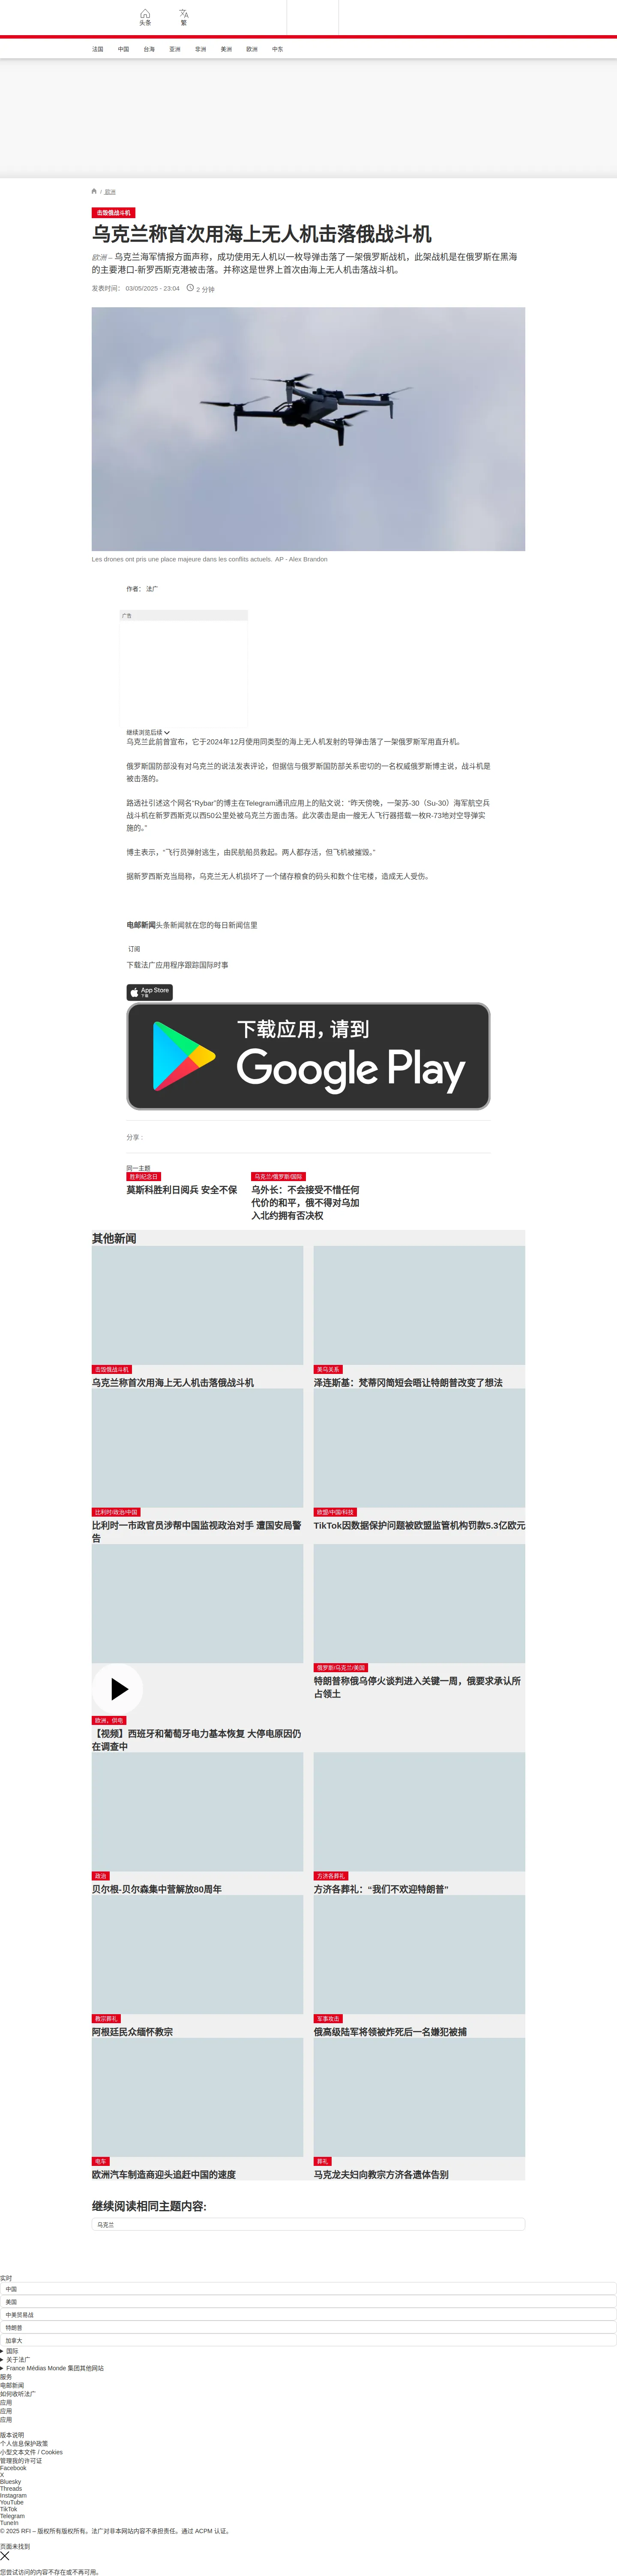 头条
繁
法国 中国 台海 亚洲 非洲 美洲 欧洲 中东
/ 欧洲
击毁俄战斗机
乌克兰称首次用海上无人机击落俄战斗机
欧洲 – 乌克兰海军情报方面声称，成功使用无人机以一枚导弹击落了一架俄罗斯战机，此架战机是在俄罗斯在黑海
的主要港口-新罗西斯克港被击落。并称这是世界上首次由海上无人机击落战斗机。
发表时间： 03/05/2025 - 23:04 2 分钟
Les drones ont pris une place majeure dans les conflits actuels. AP - Alex Brandon
作者： 法广
广告
继续浏览后续
乌克兰此前曾宣布，它于2024年12月使用同类型的海上无人机发射的导弹击落了一架俄罗斯军用直升机。
俄罗斯国防部没有对乌克兰的说法发表评论，但据信与俄罗斯国防部关系密切的一名权威俄罗斯博主说，战斗机是
被击落的。
路透社引述这个网名“Rybar”的博主在Telegram通讯应用上的贴文说：“昨天傍晚，一架苏-30（Su-30）海军航空兵
战斗机在新罗西斯克以西50公里处被乌克兰方面击落。此次袭击是由一艘无人飞行器搭载一枚R-73地对空导弹实
施的。”
博主表示，“飞行员弹射逃生，由民航船员救起。两人都存活，但飞机被摧毁。”
据新罗西斯克当局称，乌克兰无人机损坏了一个储存粮食的码头和数个住宅楼，造成无人受伤。
电邮新闻头条新闻就在您的每日新闻信里
订阅
下载法广应用程序跟踪国际时事
App Store
下载
下载应用，请到
Google Play
分享 :
同一主题
胜利纪念日
莫斯科胜利日阅兵 安全不保
乌克兰/俄罗斯/国际
乌外长：不会接受不惜任何
代价的和平，俄不得对乌加
入北约拥有否决权
其他新闻
击毁俄战斗机
乌克兰称首次用海上无人机击落俄战斗机
美乌关系
泽连斯基：梵蒂冈简短会晤让特朗普改变了想法
比利时/政治/中国
比利时一市政官员涉帮中国监视政治对手 遭国安局警
告
欧盟/中国/科技
TikTok因数据保护问题被欧盟监管机构罚款5.3亿欧元
欧洲，供电
【视频】西班牙和葡萄牙电力基本恢复 大停电原因仍
在调查中
俄罗斯/乌克兰/美国
特朗普称俄乌停火谈判进入关键一周，俄要求承认所
占领土
政治
贝尔根-贝尔森集中营解放80周年
方济各葬礼
方济各葬礼：“我们不欢迎特朗普”
教宗葬礼
阿根廷民众缅怀教宗
军事攻击
俄高级陆军将领被炸死后一名嫌犯被捕
电车
欧洲汽车制造商迎头追赶中国的速度
葬礼
马克龙夫妇向教宗方济各遗体告别
继续阅读相同主题内容:
乌克兰
实时
中国
美国
中美贸易战
特朗普
加拿大
国际
关于法广
France Médias Monde 集团其他网站
服务
电邮新闻
如何收听法广
应用
应用
应用
版本说明
个人信息保护政策
小型文本文件 / Cookies
管理我的许可证
Facebook
X
Bluesky
Threads
Instagram
YouTube
TikTok
Telegram
TuneIn
© 2025 RFI – 版权所有版权所有。法广对非本网站内容不承担责任。通过 ACPM 认证。
页面未找到
您尝试访问的内容不存在或不再可用。